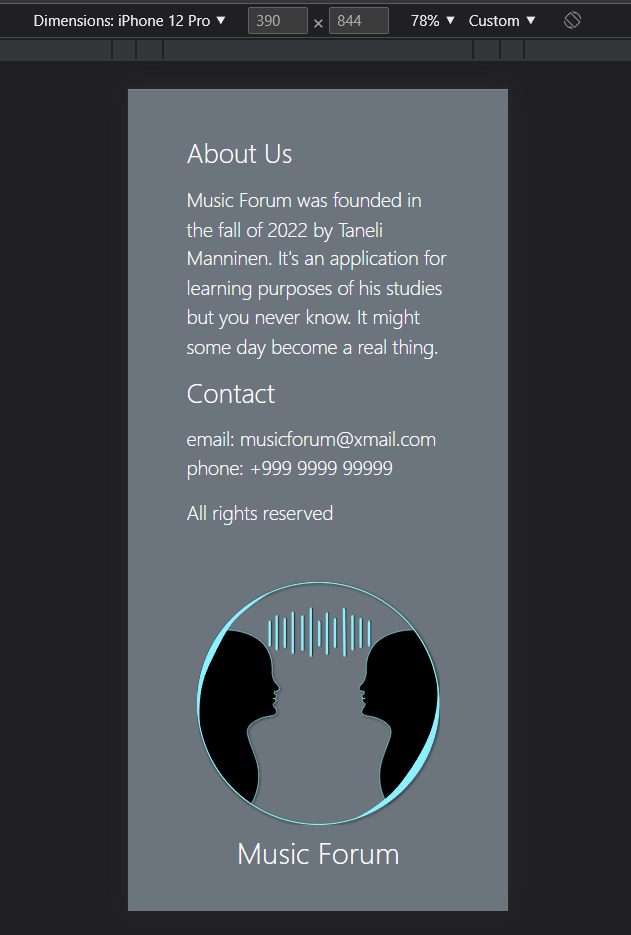 Dimensions: iPhone 12 Pro ▼ 390 × 844 78% ▼ Custom ▼
About Us
Music Forum was founded in
the fall of 2022 by Taneli
Manninen. It's an application for
learning purposes of his studies
but you never know. It might
some day become a real thing.
Contact
email: musicforum@xmail.com
phone: +999 9999 99999
All rights reserved
Music Forum